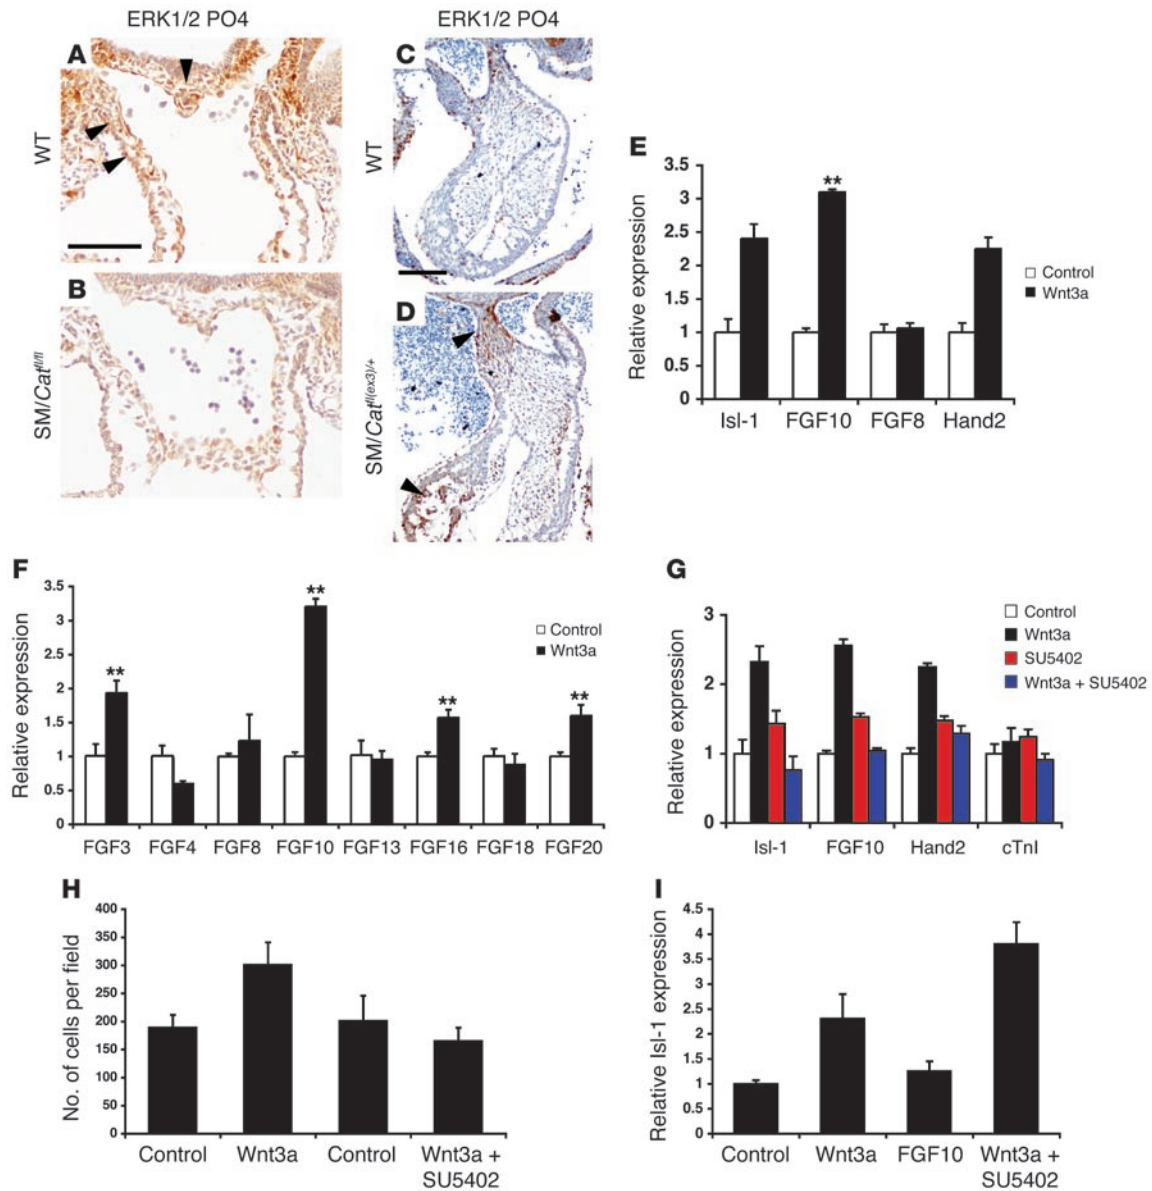 ERK1/2 PO4
ERK1/2 PO4
A
WT
B
SM/Catfl/fl
C
WT
D
SM/Catfl(ex3)/+
E
Relative expression
3.5
3
2.5
2
1.5
1
0.5
0
**
Isl-1 FGF10 FGF8 Hand2
Control
Wnt3a
F
Relative expression
3.5
3
2.5
2
1.5
1
0.5
0
** ** ** **
Control
Wnt3a
FGF3 FGF4 FGF8 FGF10 FGF13 FGF16 FGF18 FGF20
G
Relative expression
3
2
1
0
Control
Wnt3a
SU5402
Wnt3a + SU5402
Isl-1 FGF10 Hand2 cTnI
H
No. of cells per field
400
350
300
250
200
150
100
50
0
Control Wnt3a Control Wnt3a +
SU5402
I
Relative Isl-1 expression
4.5
4
3.5
3
2.5
2
1.5
1
0.5
0
Control Wnt3a FGF10 Wnt3a +
SU5402